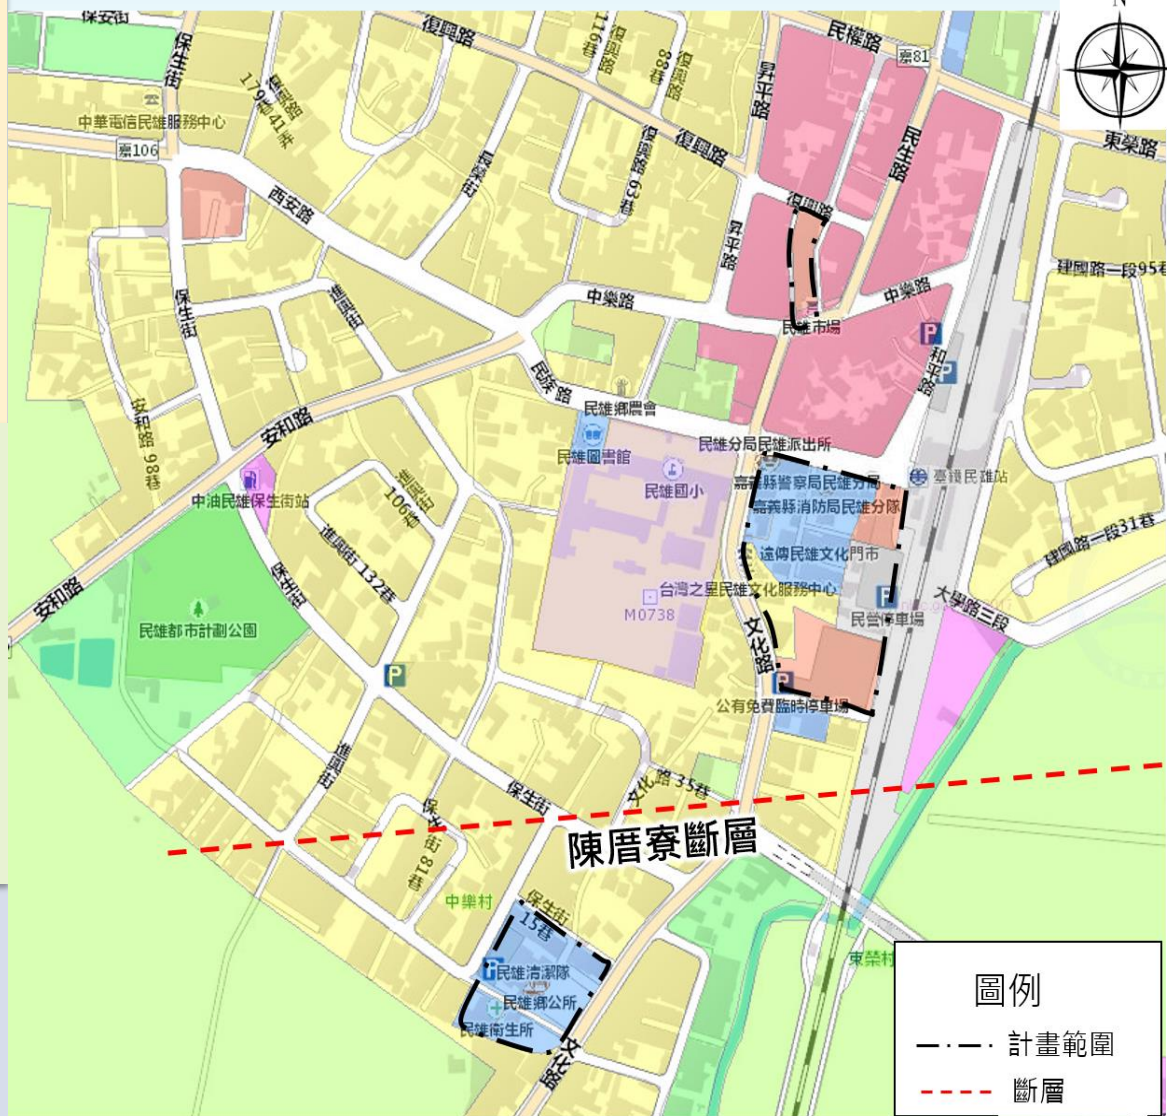 保安街
保生街
復興路
116巷
復興路
88巷
復興路
民權路
嘉81
N
昇平路
中華電信民雄服務中心
嘉106
179巷41弄
西安路
長榮街
復興路
復興路63巷
民生路
東榮路
復興路
昇平路
建國路一段95巷
保生街
進興街
中樂路
中樂路
民雄市場
P
和平路
P
民族路
民雄鄉農會
安和路 98巷
安和路
民雄圖書館
民雄國小
民雄分局民雄派出所
嘉義縣警察局民雄分局
嘉義縣消防局民雄分隊
臺鐵民雄站
中油民雄保生街站
進興街
106巷
進興街 132巷
遠傳民雄文化門市
建國路一段31巷
台灣之星民雄文化服務中心
M0738
P
民營停車場
大學路三段
安和路
保生街
民雄都市計劃公園
文化路
P
P
公有免費臨時停車場
進興街
保生街
文化路 35巷
保生街 81巷
陳厝寮斷層
中樂村
保生街
15巷
民雄清潔隊
民雄鄉公所
民雄衛生所
文化路
東榮村
圖例
計畫範圍
斷層